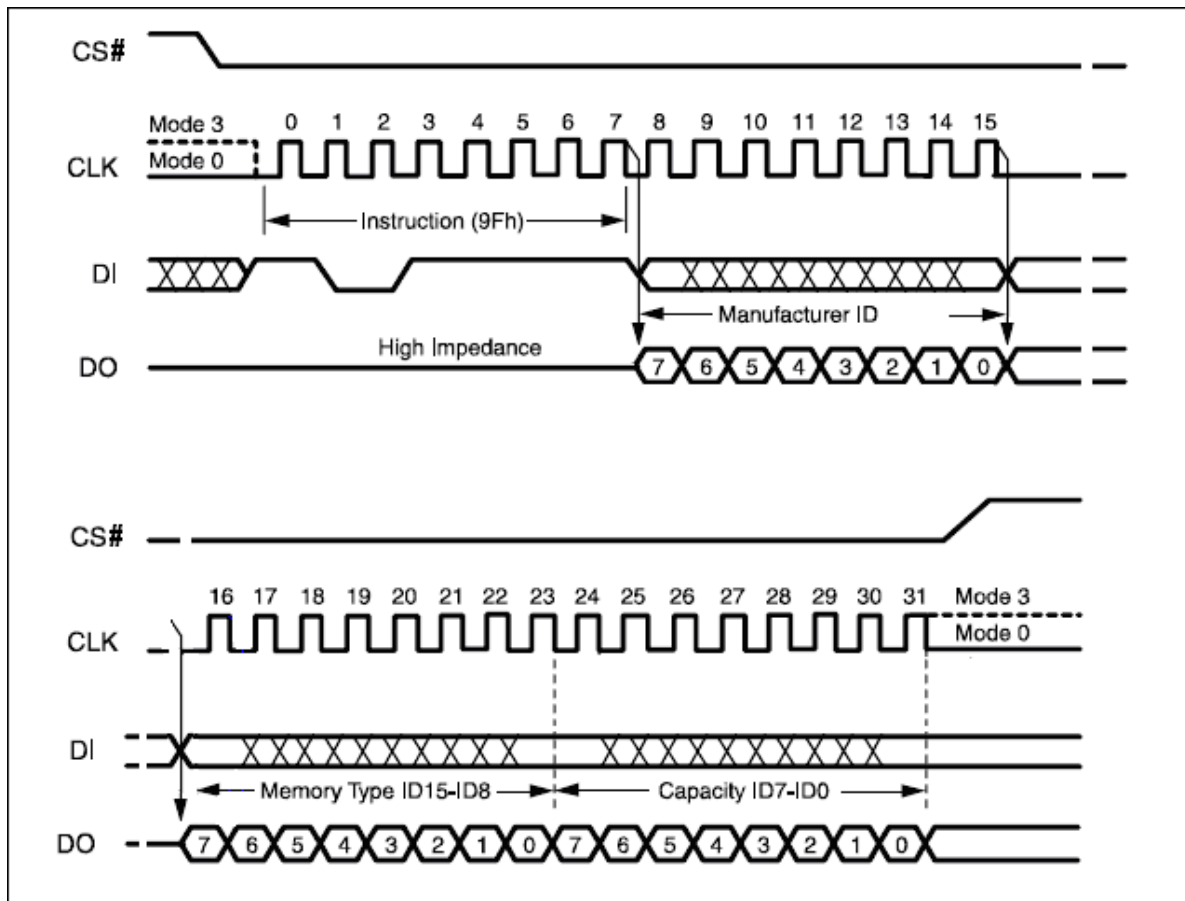 CS#
Mode 3
0 1 2 3 4 5 6 7 8 9 10 11 12 13 14 15
CLK
Mode 0
Instruction (9Fh)
DI
Manufacturer ID
High Impedance
DO
7 6 5 4 3 2 1 0
CS#
16 17 18 19 20 21 22 23 24 25 26 27 28 29 30 31
Mode 3
CLK
Mode 0
DI
Memory Type ID15-ID8
Capacity ID7-ID0
DO
7 6 5 4 3 2 1 0 7 6 5 4 3 2 1 0